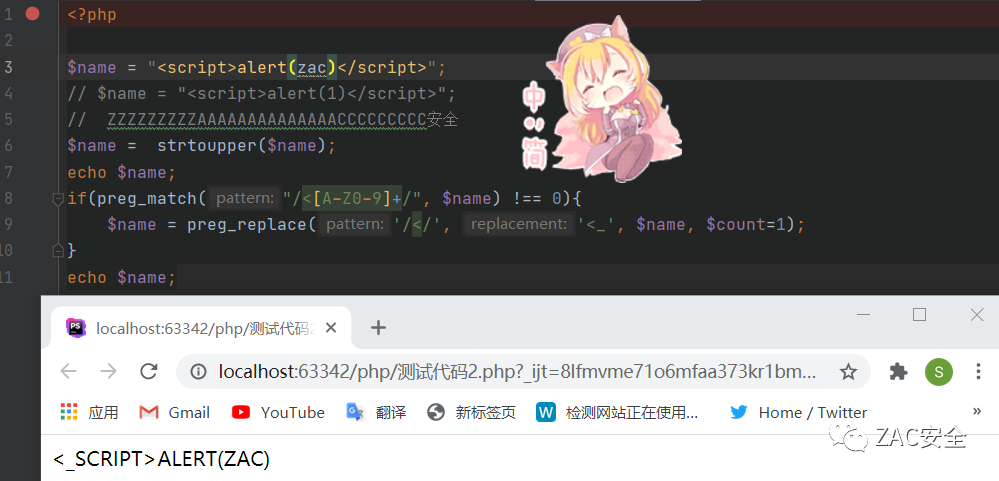 1 <?php
2
3 $name = "<script>alert(zac)</script>";
4 // $name = "<script>alert(1)</script>";
5 // ZZZZZZZZZAAAAAAAAAAAAAACCCCCCCCC安全
6 $name = strtoupper($name);
7 echo $name;
8 if(preg_match( pattern: "/<[A-Z0-9]+/", $name) !== 0){
9 $name = preg_replace( pattern: '/</', replacement: '<_', $name, $count=1);
10 }
11 echo $name;
中
简
PS localhost:63342/php/测试代码2
localhost:63342/php/测试代码2.php?_ijt=8lfmvme71o6mfaa373kr1bm...
S
应用 Gmail YouTube 翻译 新标签页 W 检测网站正在使用... Home / Twitter »
ZAC安全
<_SCRIPT>ALERT(ZAC)